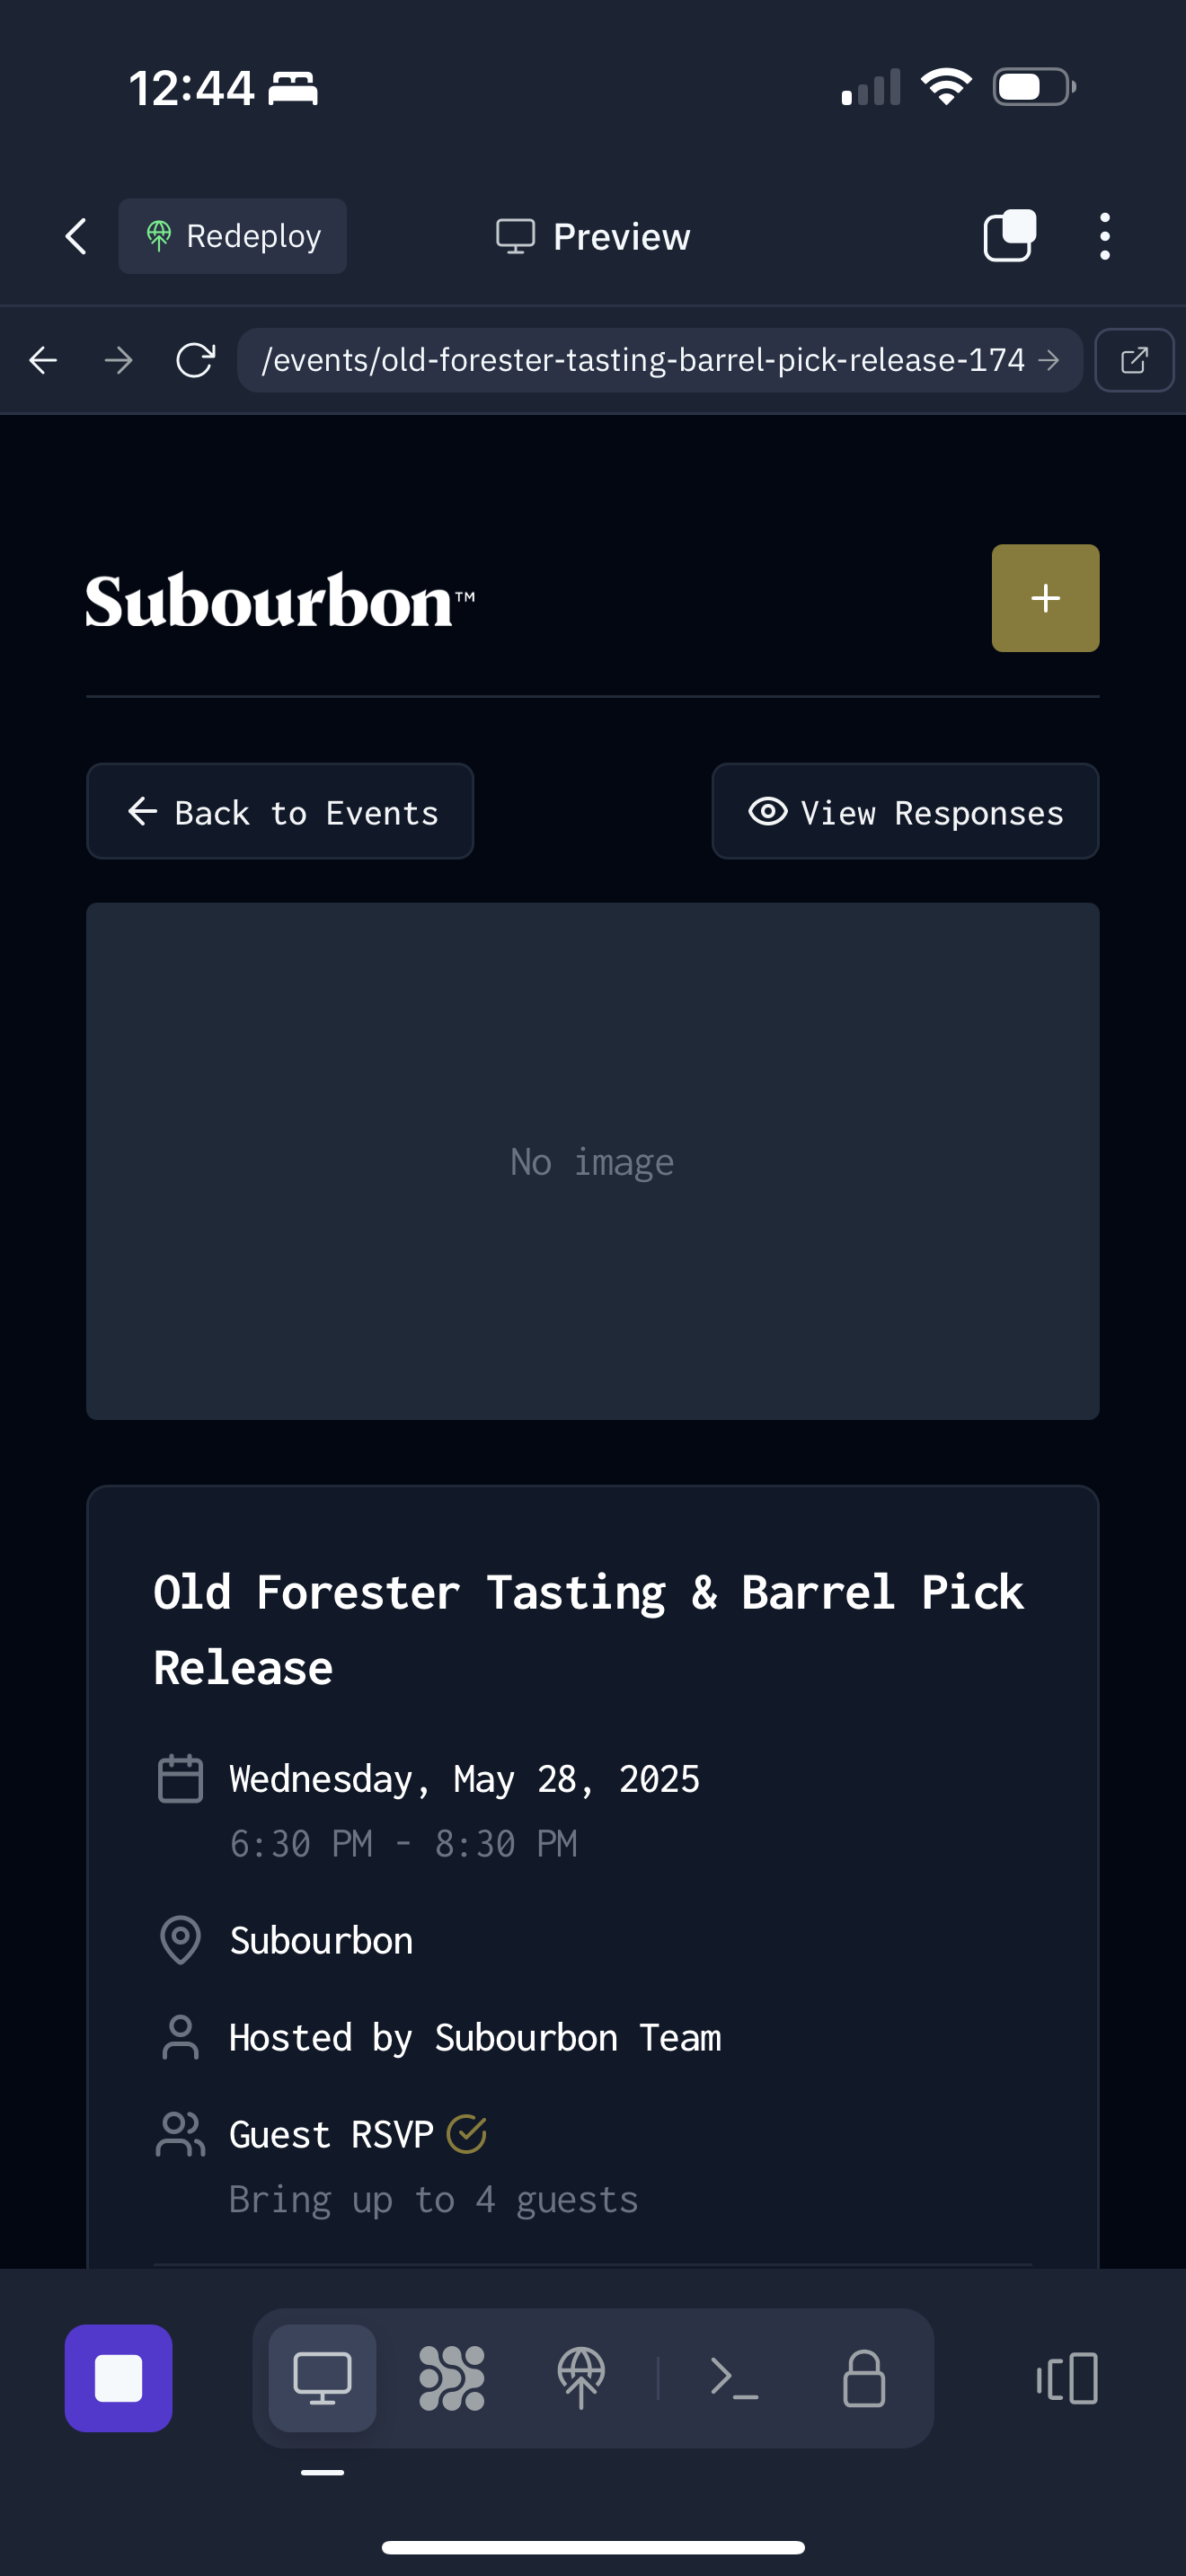 12:44
Redeploy
Preview
/events/old-forester-tasting-barrel-pick-release-174
Subourbon™
+
Back to Events
View Responses
No image
Old Forester Tasting & Barrel Pick
Release
Wednesday, May 28, 2025
6:30 PM - 8:30 PM
Subourbon
Hosted by Subourbon Team
Guest RSVP
Bring up to 4 guests